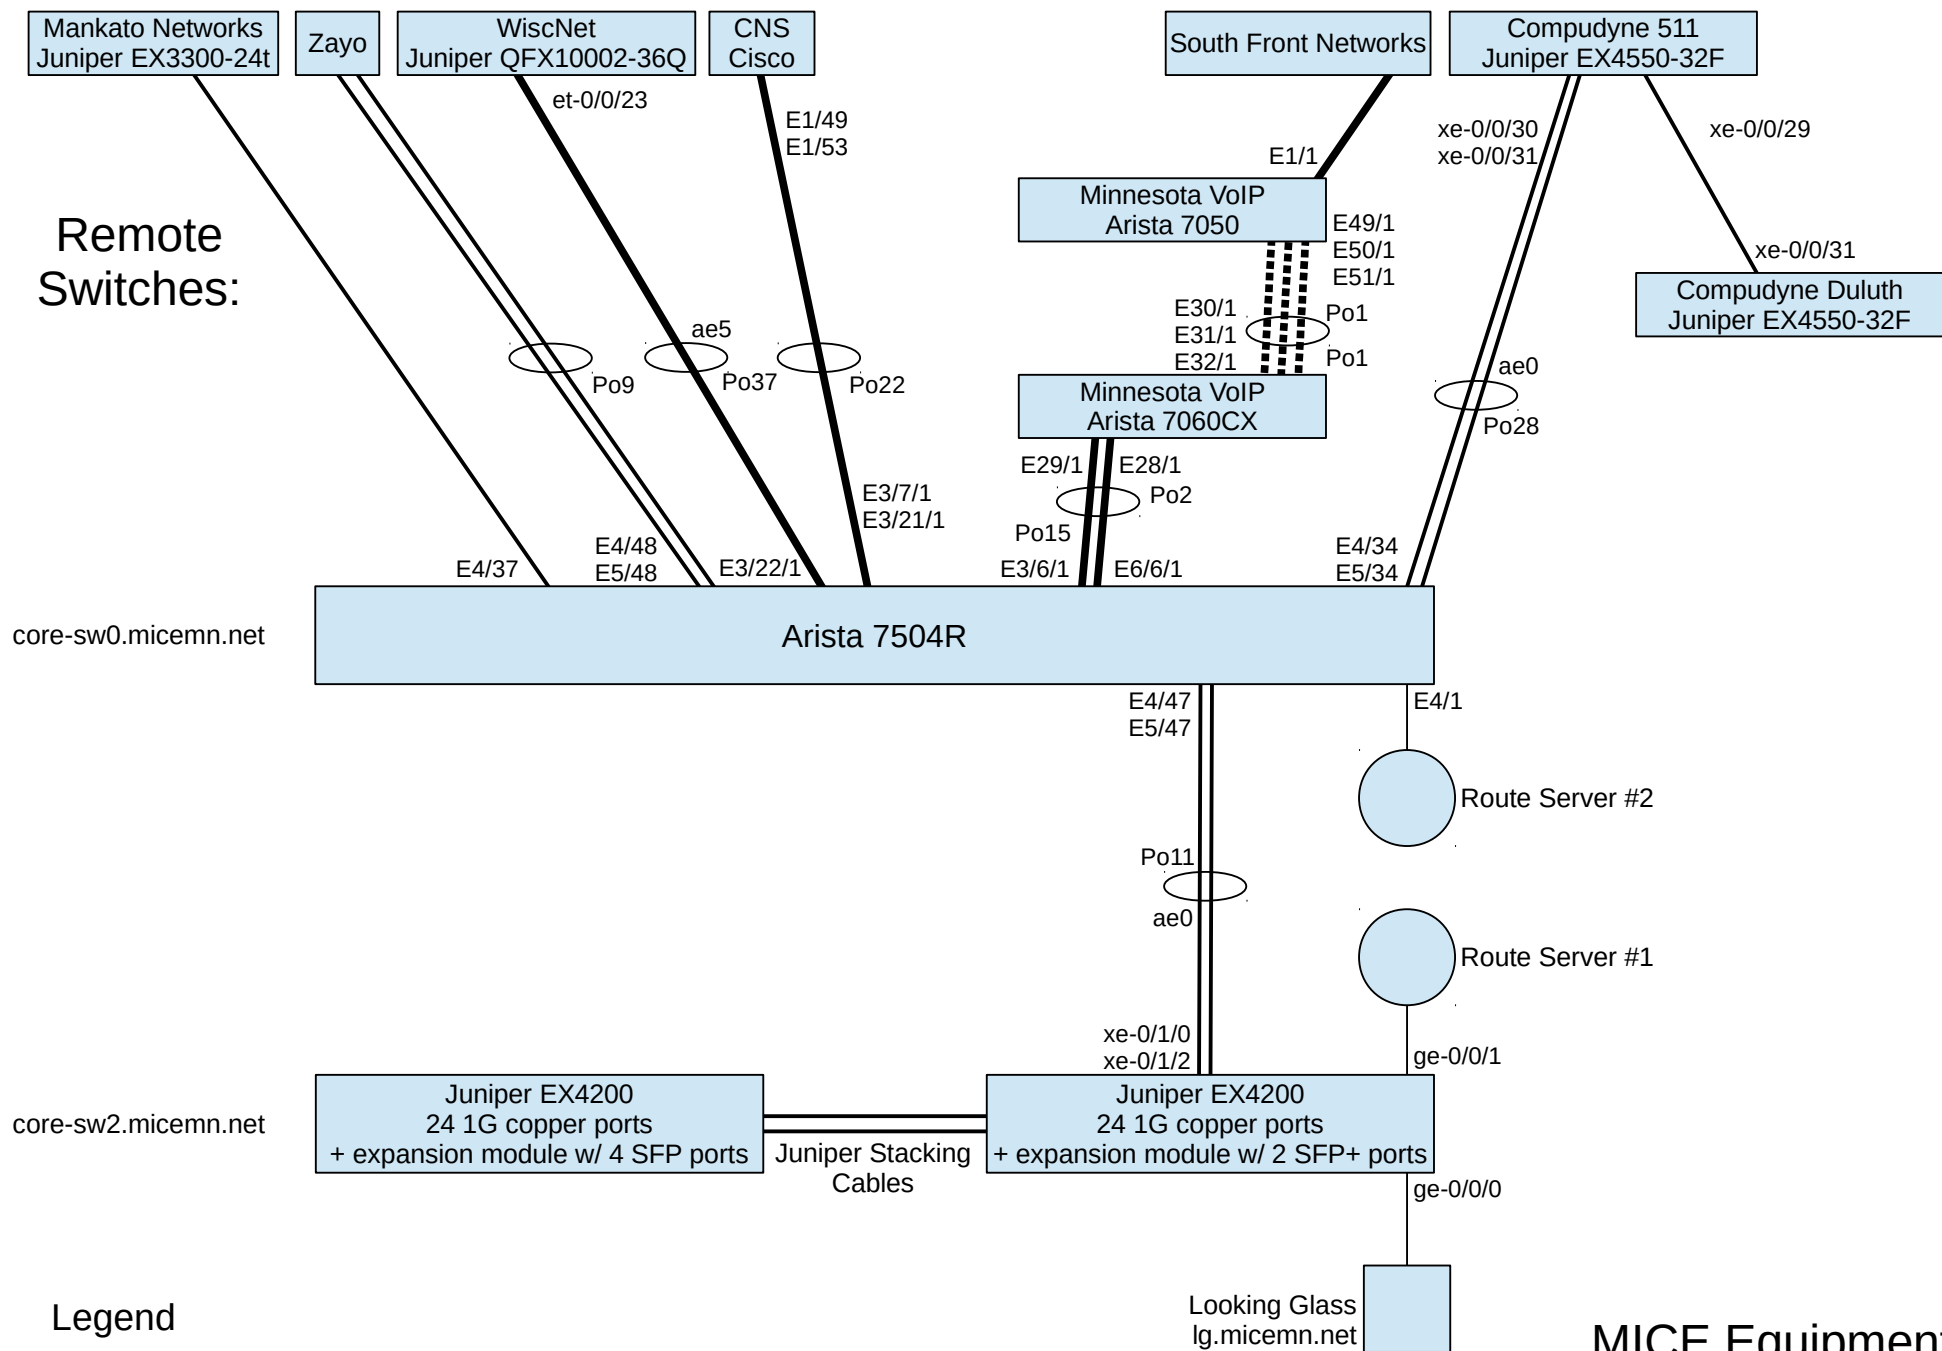 Mankato Networks
Juniper EX3300-24t
Zayo
WiscNet
Juniper QFX10002-36Q
CNS
Cisco
South Front Networks
Compudyne 511
Juniper EX4550-32F
et-0/0/23
E1/49
E1/53
E1/1
xe-0/0/30
xe-0/0/31
xe-0/0/29
Remote
Switches:
Minnesota VoIP
Arista 7050
E49/1
E50/1
E51/1
xe-0/0/31
Compudyne Duluth
Juniper EX4550-32F
E30/1
E31/1
E32/1
Po1
Po1
ae5
Po9
Po37
Po22
Minnesota VoIP
Arista 7060CX
ae0
Po28
E29/1
E28/1
Po2
Po15
E3/7/1
E3/21/1
E4/37
E4/48
E5/48
E3/22/1
E3/6/1
E6/6/1
E4/34
E5/34
core-sw0.micemn.net
Arista 7504R
E4/47
E5/47
E4/1
Route Server #2
Po11
ae0
Route Server #1
xe-0/1/0
xe-0/1/2
ge-0/0/1
core-sw2.micemn.net
Juniper EX4200
24 1G copper ports
+ expansion module w/ 4 SFP ports
Juniper Stacking
Cables
Juniper EX4200
24 1G copper ports
+ expansion module w/ 2 SFP+ ports
ge-0/0/0
Looking Glass
lg.micemn.net
Legend
MICE Equipment